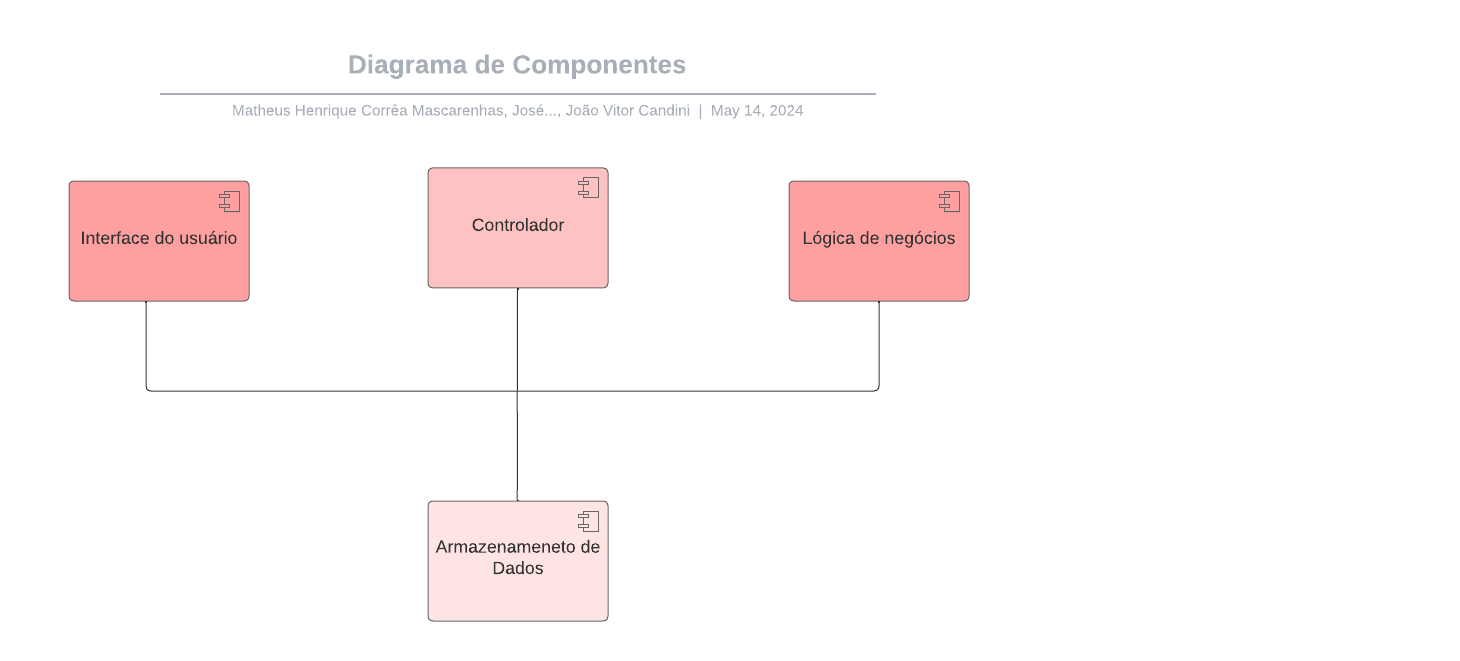 Diagrama de Componentes
Matheus Henrique Corrêa Mascarenhas, José..., João Vitor Candini | May 14, 2024
Interface do usuário
Controlador
Lógica de negócios
Armazenameneto de
Dados